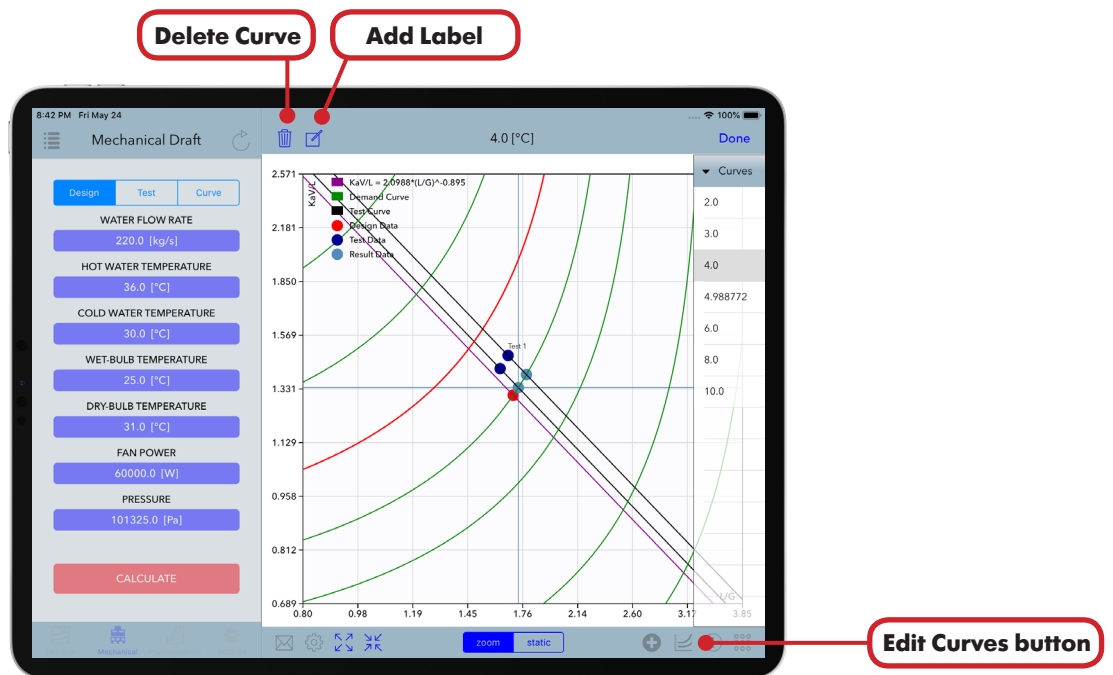 Delete Curve
Add Label
8:42 PM Fri May 24
100%
Mechanical Draft
4.0 [°C]
Done
Design
Test
Curve
WATER FLOW RATE
220.0 [kg/s]
HOT WATER TEMPERATURE
36.0 [°C]
COLD WATER TEMPERATURE
30.0 [°C]
WET-BULB TEMPERATURE
25.0 [°C]
DRY-BULB TEMPERATURE
31.0 [°C]
FAN POWER
60000.0 [W]
PRESSURE
101325.0 [Pa]
CALCULATE
Mechanical
KaV/L
KaV/L = 2.0988*(L/G)^-0.895
Demand Curve
Test Curve
Design Data
Test Data
Result Data
2.571
2.181
1.850
1.569
1.331
1.129
0.958
0.812
0.689
Test 1
0.80
0.98
1.19
1.45
1.76
2.14
2.60
3.17
3.85
L/G
Curves
2.0
3.0
4.0
4.988772
6.0
8.0
10.0
zoom
static
Edit Curves button